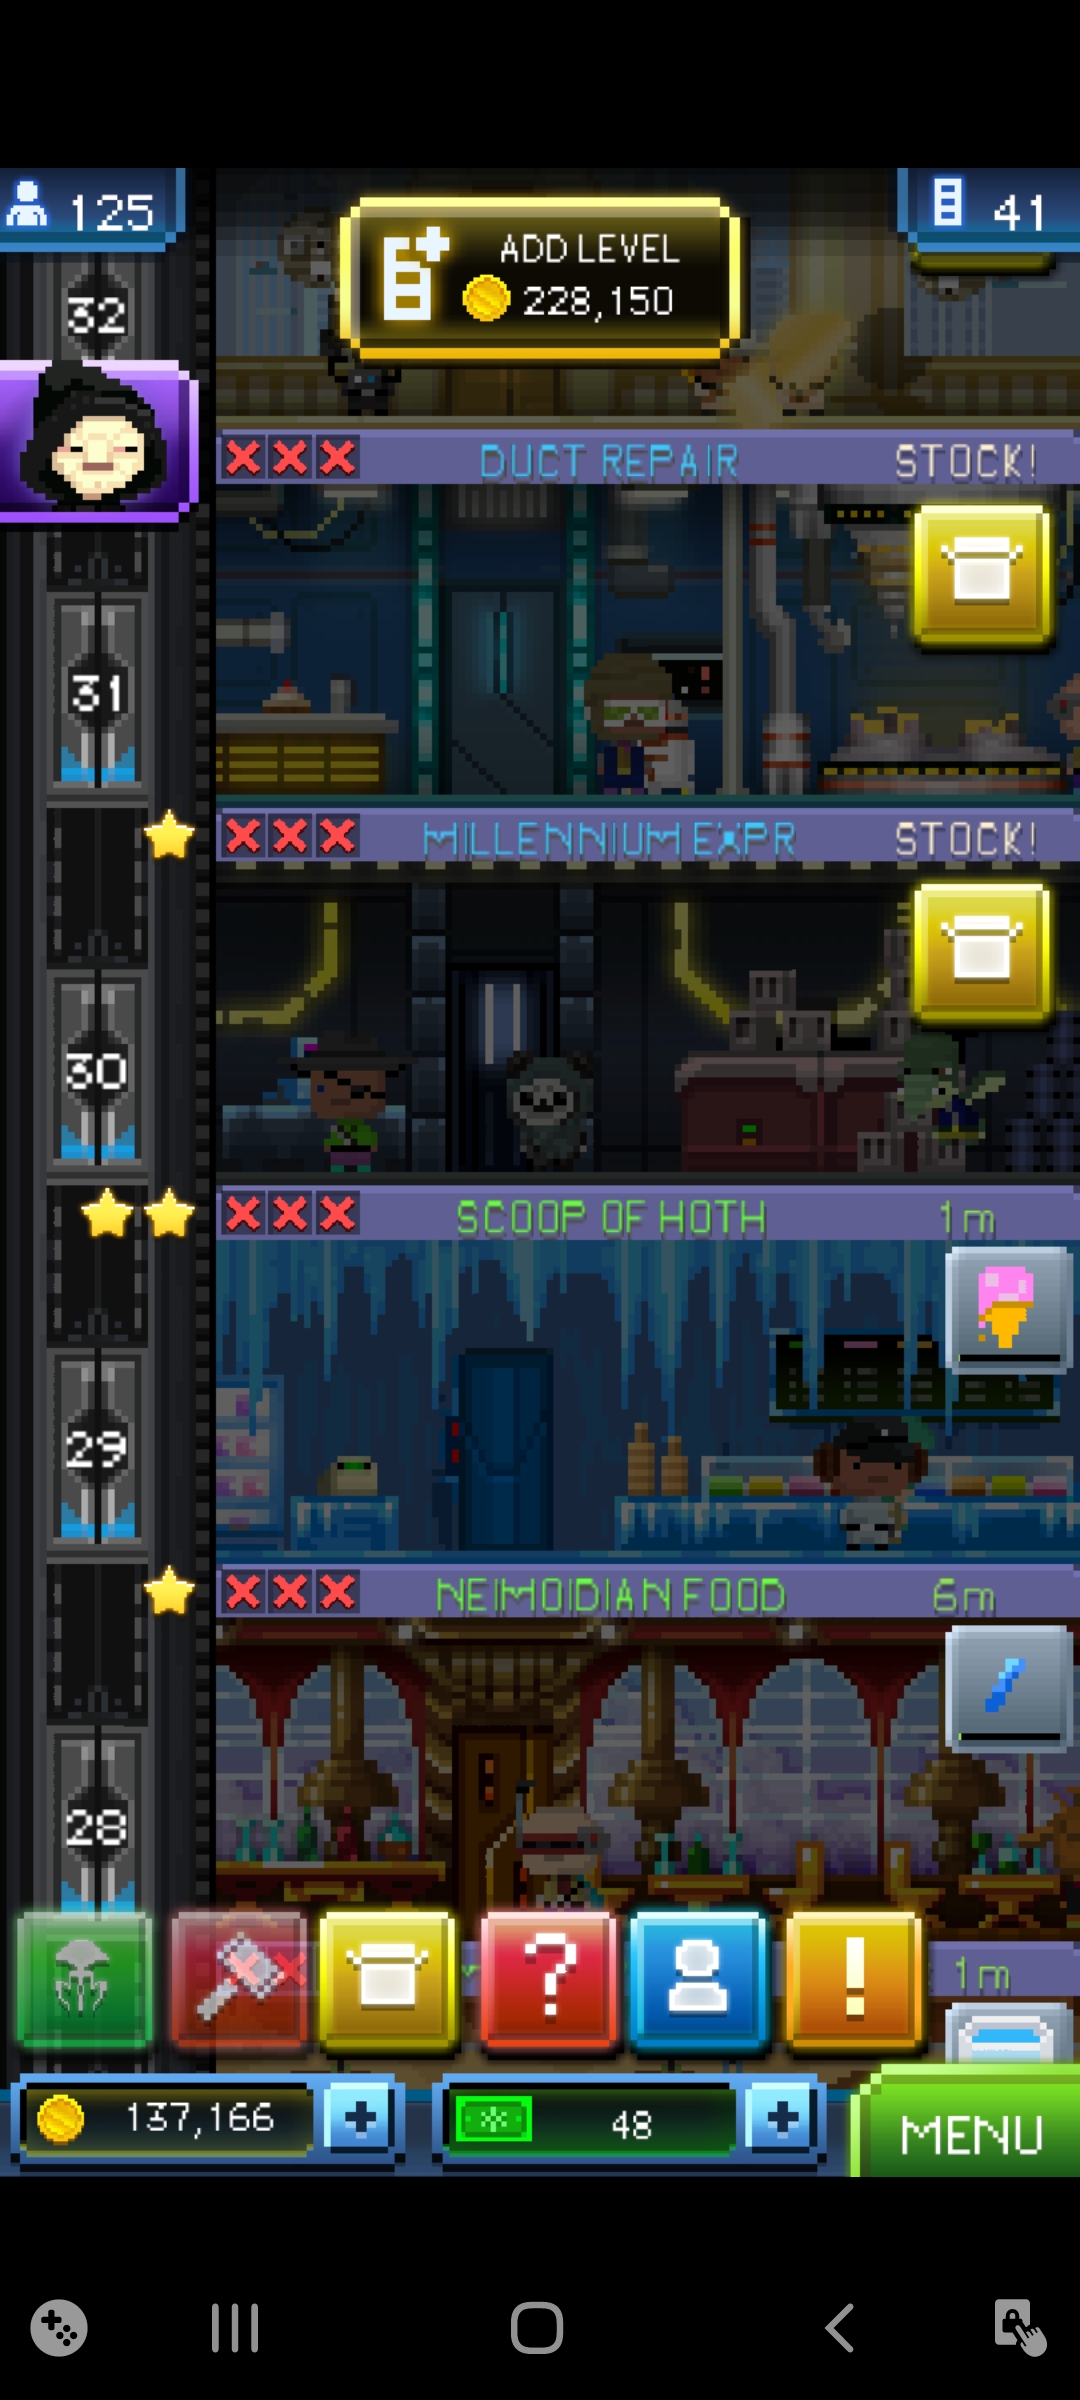 125
ADD LEVEL
228,150
41
32
DUCT REPAIR STOCK!
31
MILLENNIUM EXPR STOCK!
30
SCOOP OF HOTH 1m
29
NEIMOIDIAN FOOD 6m
28
?
!
1m
137,166
+
48
+
MENU